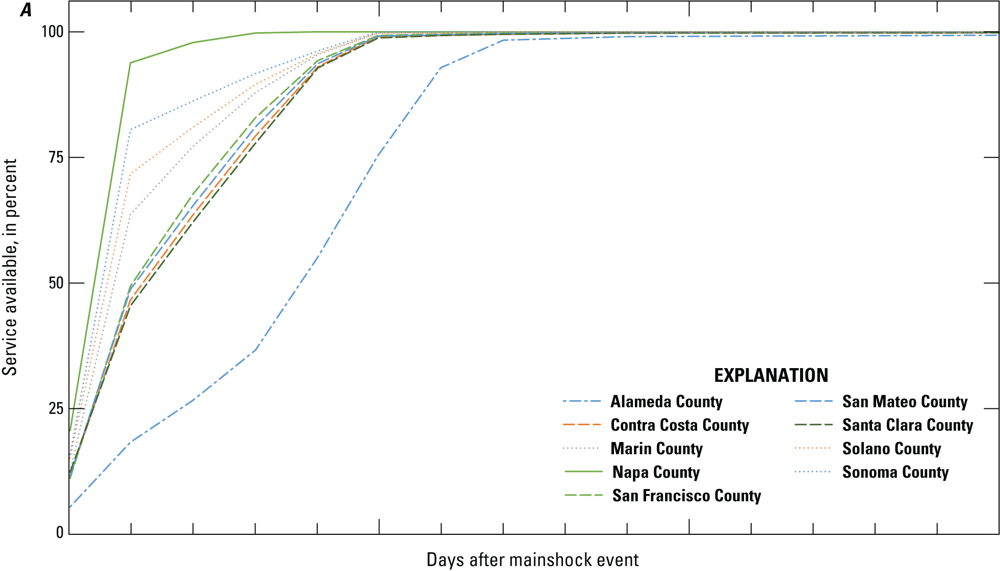 A
100
75
50
25
0
Service available, in percent
Days after mainshock event
EXPLANATION
Alameda County
Contra Costa County
Marin County
Napa County
San Francisco County
San Mateo County
Santa Clara County
Solano County
Sonoma County